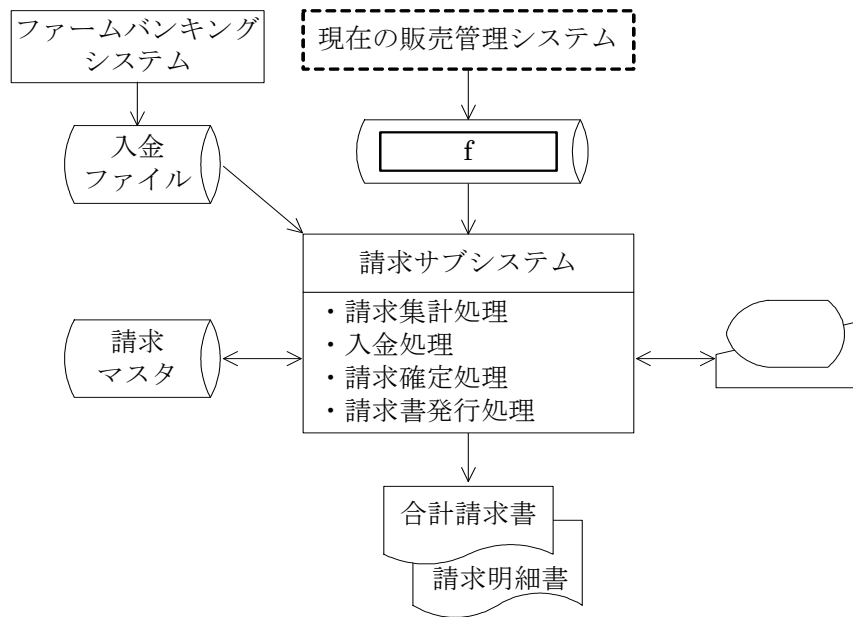 ファームバンキング
システム
現在の販売管理システム
入金
ファイル
f
請求サブシステム
・請求集計処理
・入金処理
・請求確定処理
・請求書発行処理
請求
マスタ
合計請求書
請求明細書